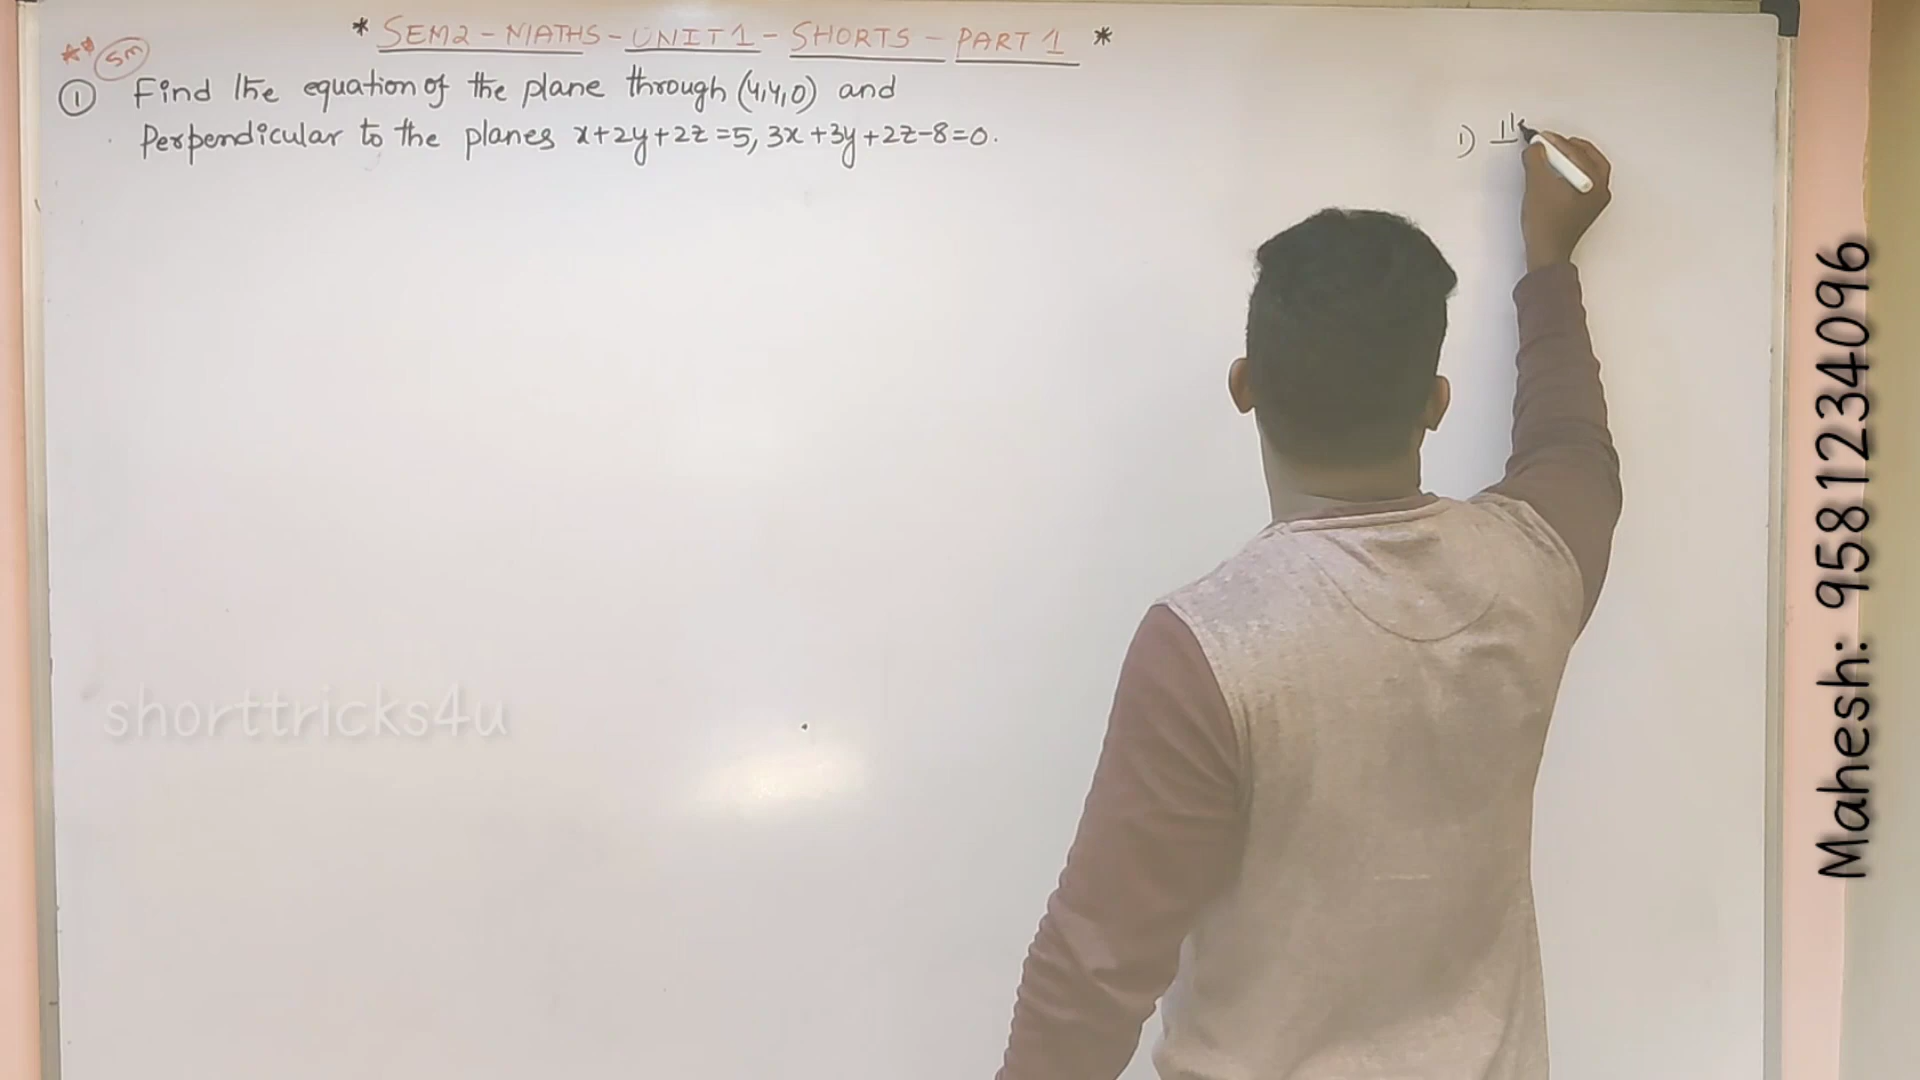 * SEM2 - MATHS - UNIT 1 - SHORTS - PART 1 *
** 5m
① Find the equation of the plane through (4,4,0) and
Perpendicular to the planes x+2y+2z=5, 3x+3y+2z-8=0.
1)
shorttricks4u
Mahesh: 9581234096